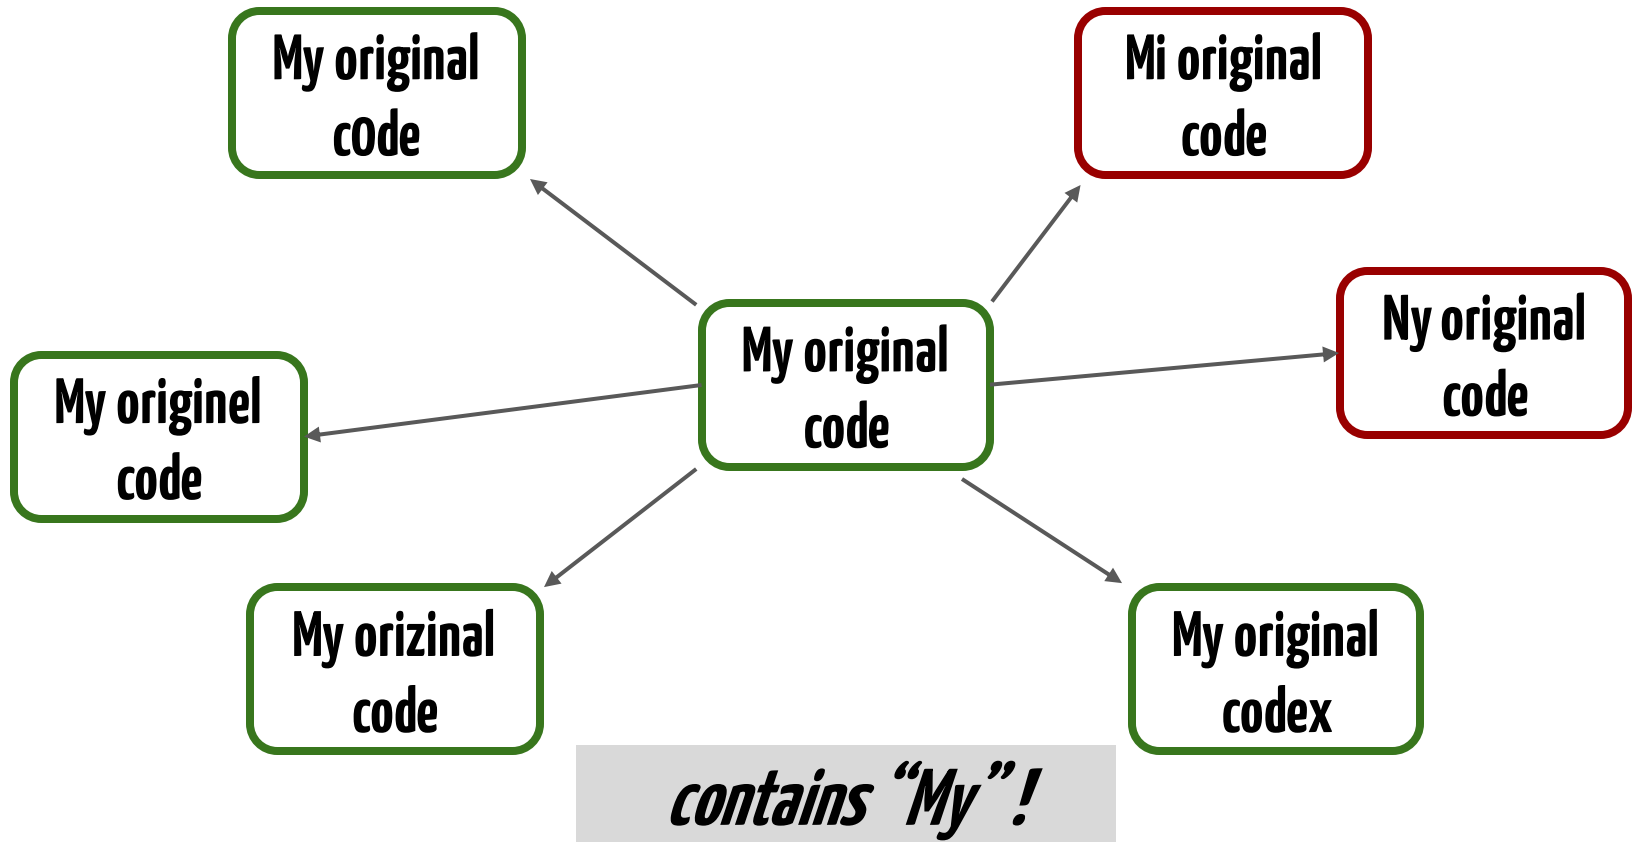 My original
c0de
Mi original
code
My original
code
Ny original
code
My originel
code
My orizinal
code
My original
codex
contains “My”!